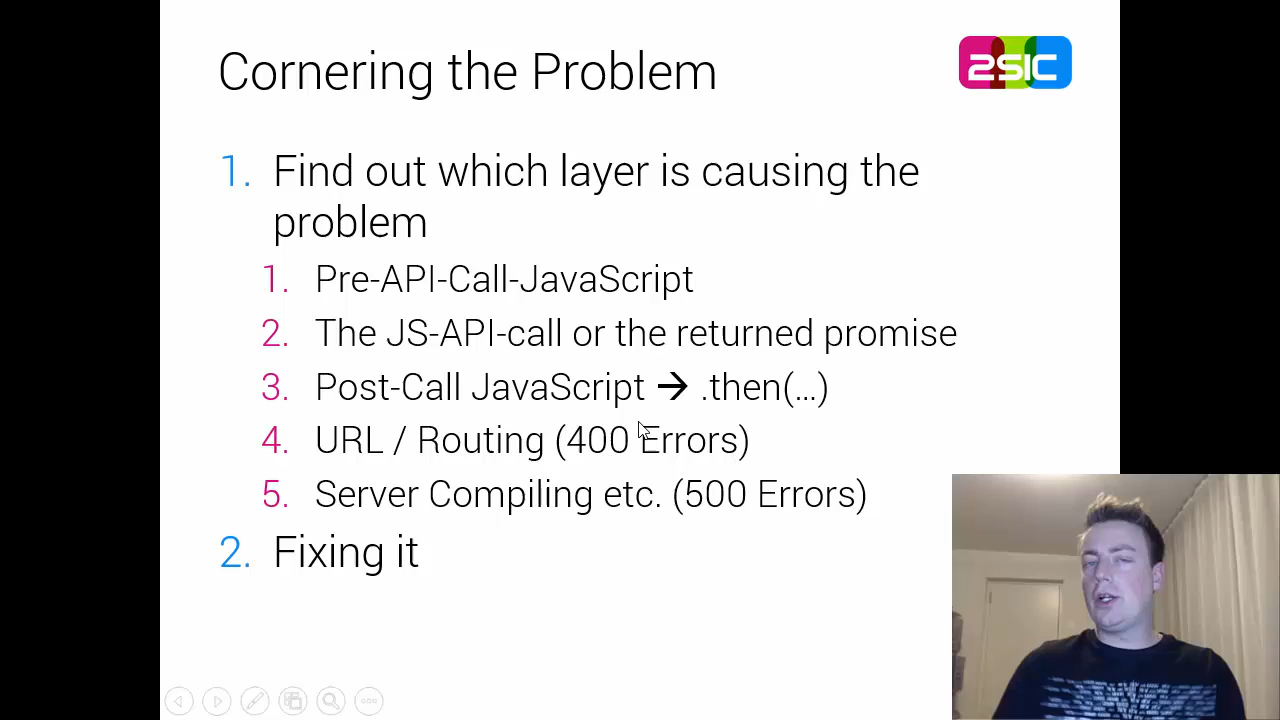 Cornering the Problem
2sic
1. Find out which layer is causing the
problem
1. Pre-API-Call-JavaScript
2. The JS-API-call or the returned promise
3. Post-Call JavaScript → .then(...)
4. URL / Routing (400 Errors)
5. Server Compiling etc. (500 Errors)
2. Fixing it